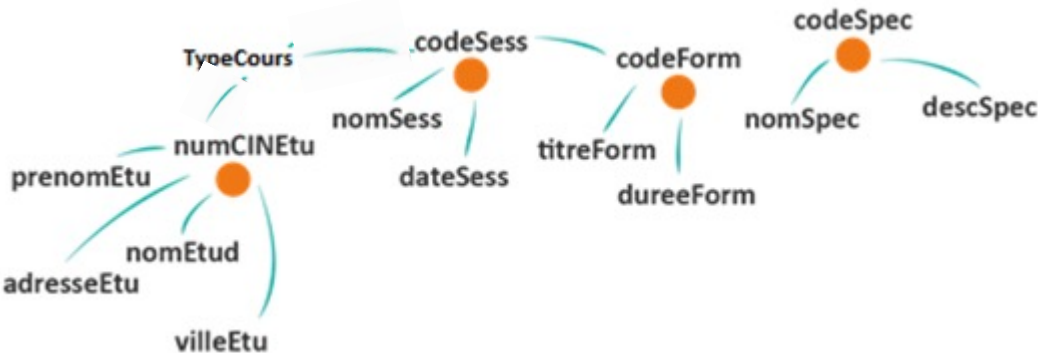 codeSpec
TypeCours
codeSess
codeForm
nomSess
nomSpec
descSpec
numCINEtu
titreForm
prenomEtu
dateSess
dureeForm
nomEtud
adresseEtu
villeEtu